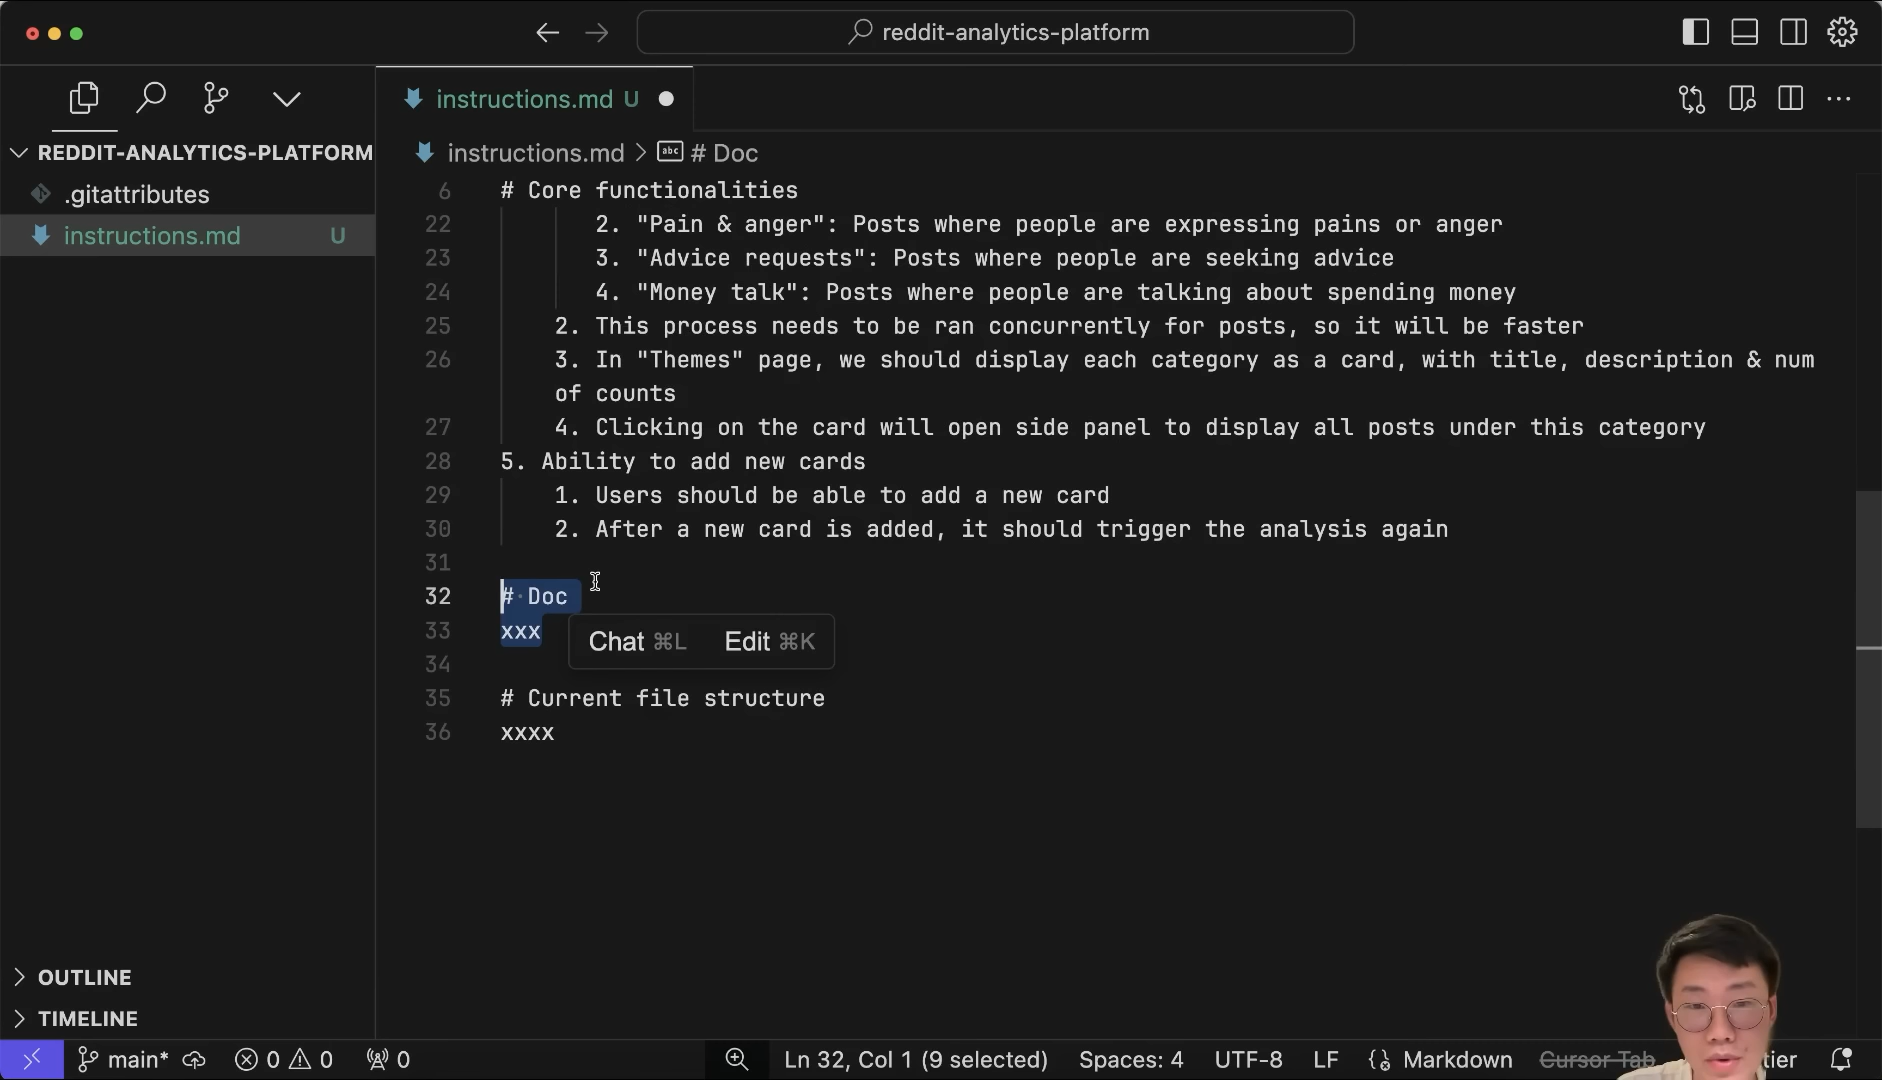 reddit-analytics-platform
instructions.md U
REDDIT-ANALYTICS-PLATFORM
.gitattributes
instructions.md U
instructions.md > # Doc
6 # Core functionalities
22 2. "Pain & anger": Posts where people are expressing pains or anger
23 3. "Advice requests": Posts where people are seeking advice
24 4. "Money talk": Posts where people are talking about spending money
25 2. This process needs to be ran concurrently for posts, so it will be faster
26 3. In "Themes" page, we should display each category as a card, with title, description & num
of counts
27 4. Clicking on the card will open side panel to display all posts under this category
28 5. Ability to add new cards
29 1. Users should be able to add a new card
30 2. After a new card is added, it should trigger the analysis again
31
32 # Doc
33 xxx
Chat ⌘L Edit ⌘K
34
35 # Current file structure
36 xxxx
OUTLINE
TIMELINE
main* 0 0 0 Ln 32, Col 1 (9 selected) Spaces: 4 UTF-8 LF Markdown Cursor Tab